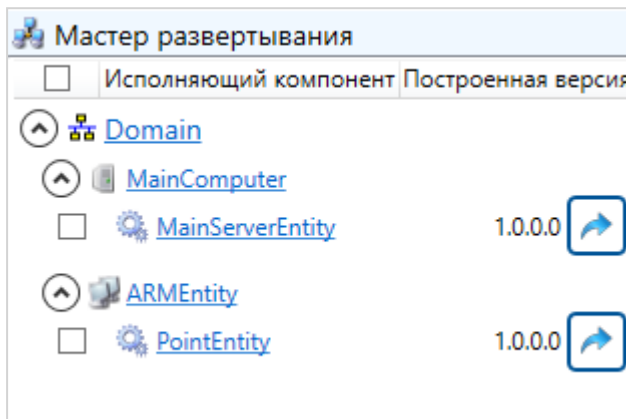 Мастер развертывания
Исполняющий компонент Построенная версия
Domain
MainComputer
MainServerEntity 1.0.0.0
ARMEntity
PointEntity 1.0.0.0